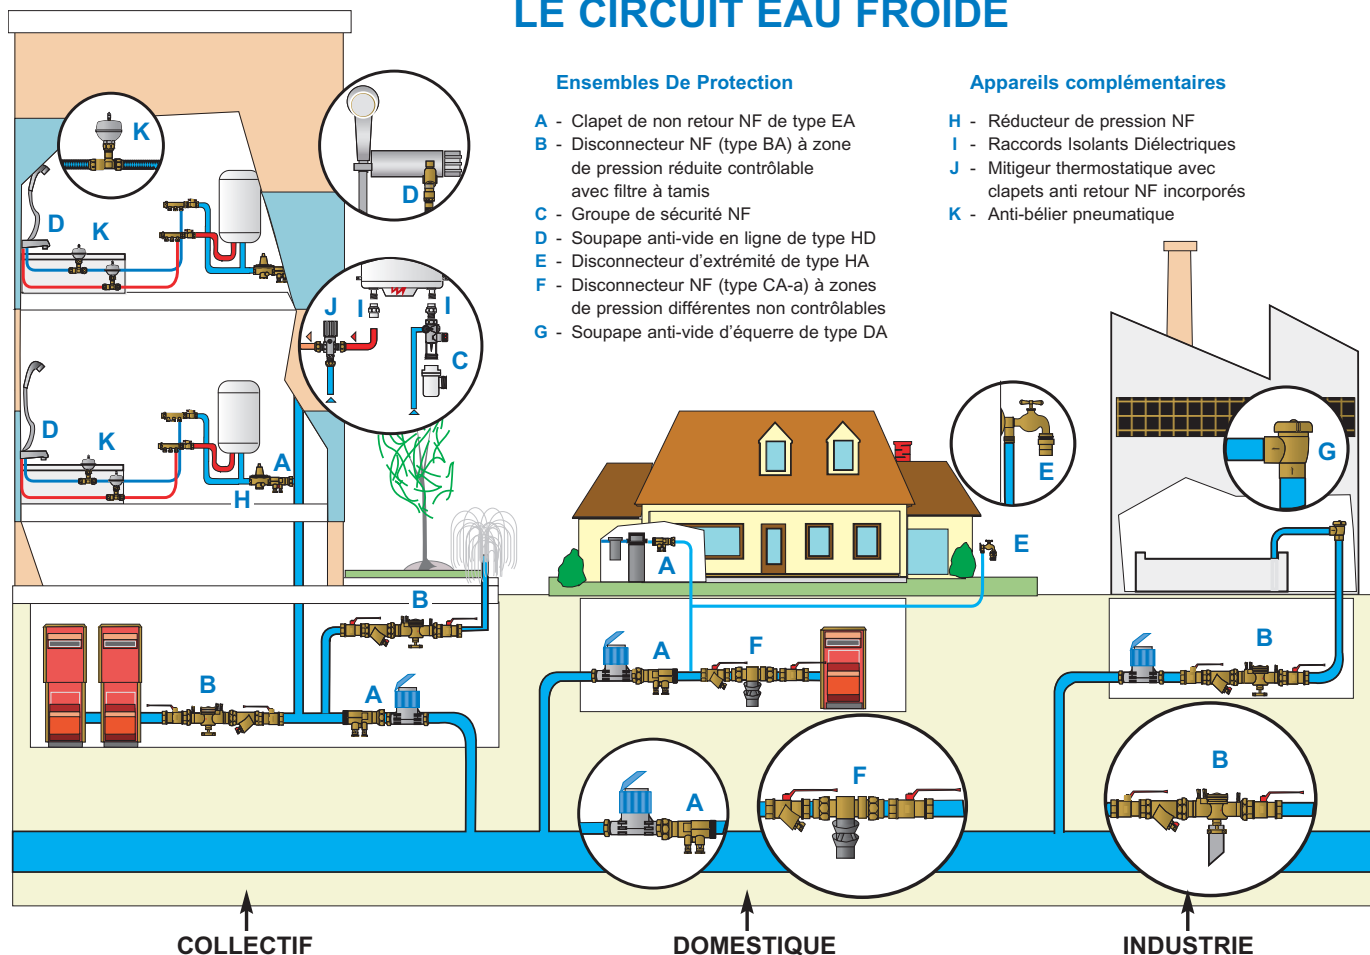 LE CIRCUIT EAU FROIDE
Ensembles De Protection
A - Clapet de non retour NF de type EA
B - Disconnecteur NF (type BA) à zone
de pression réduite contrôlable
avec filtre à tamis
C - Groupe de sécurité NF
D - Soupape anti-vide en ligne de type HD
E - Disconnecteur d'extrémité de type HA
F - Disconnecteur NF (type CA-a) à zones
de pression différentes non contrôlables
G - Soupape anti-vide d'équerre de type DA
Appareils complémentaires
H - Réducteur de pression NF
I - Raccords Isolants Diélectriques
J - Mitigeur thermostatique avec
clapets anti retour NF incorporés
K - Anti-bélier pneumatique
K
D
D
K
J
I
I
C
D
K
A
H
E
G
E
A
B
B
A
A
F
B
A
F
B
COLLECTIF
DOMESTIQUE
INDUSTRIE